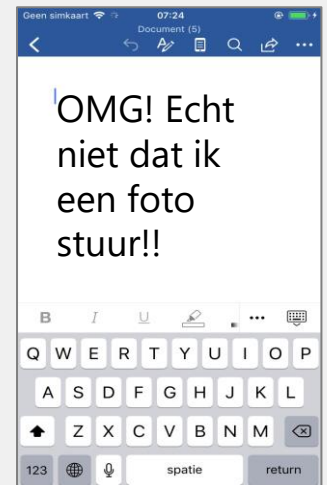 Geen simkaart 07:24
Document (5)
OMG! Echt
niet dat ik
een foto
stuur!!
B I U
Q W E R T Y U I O P
A S D F G H J K L
Z X C V B N M
123 spatie return